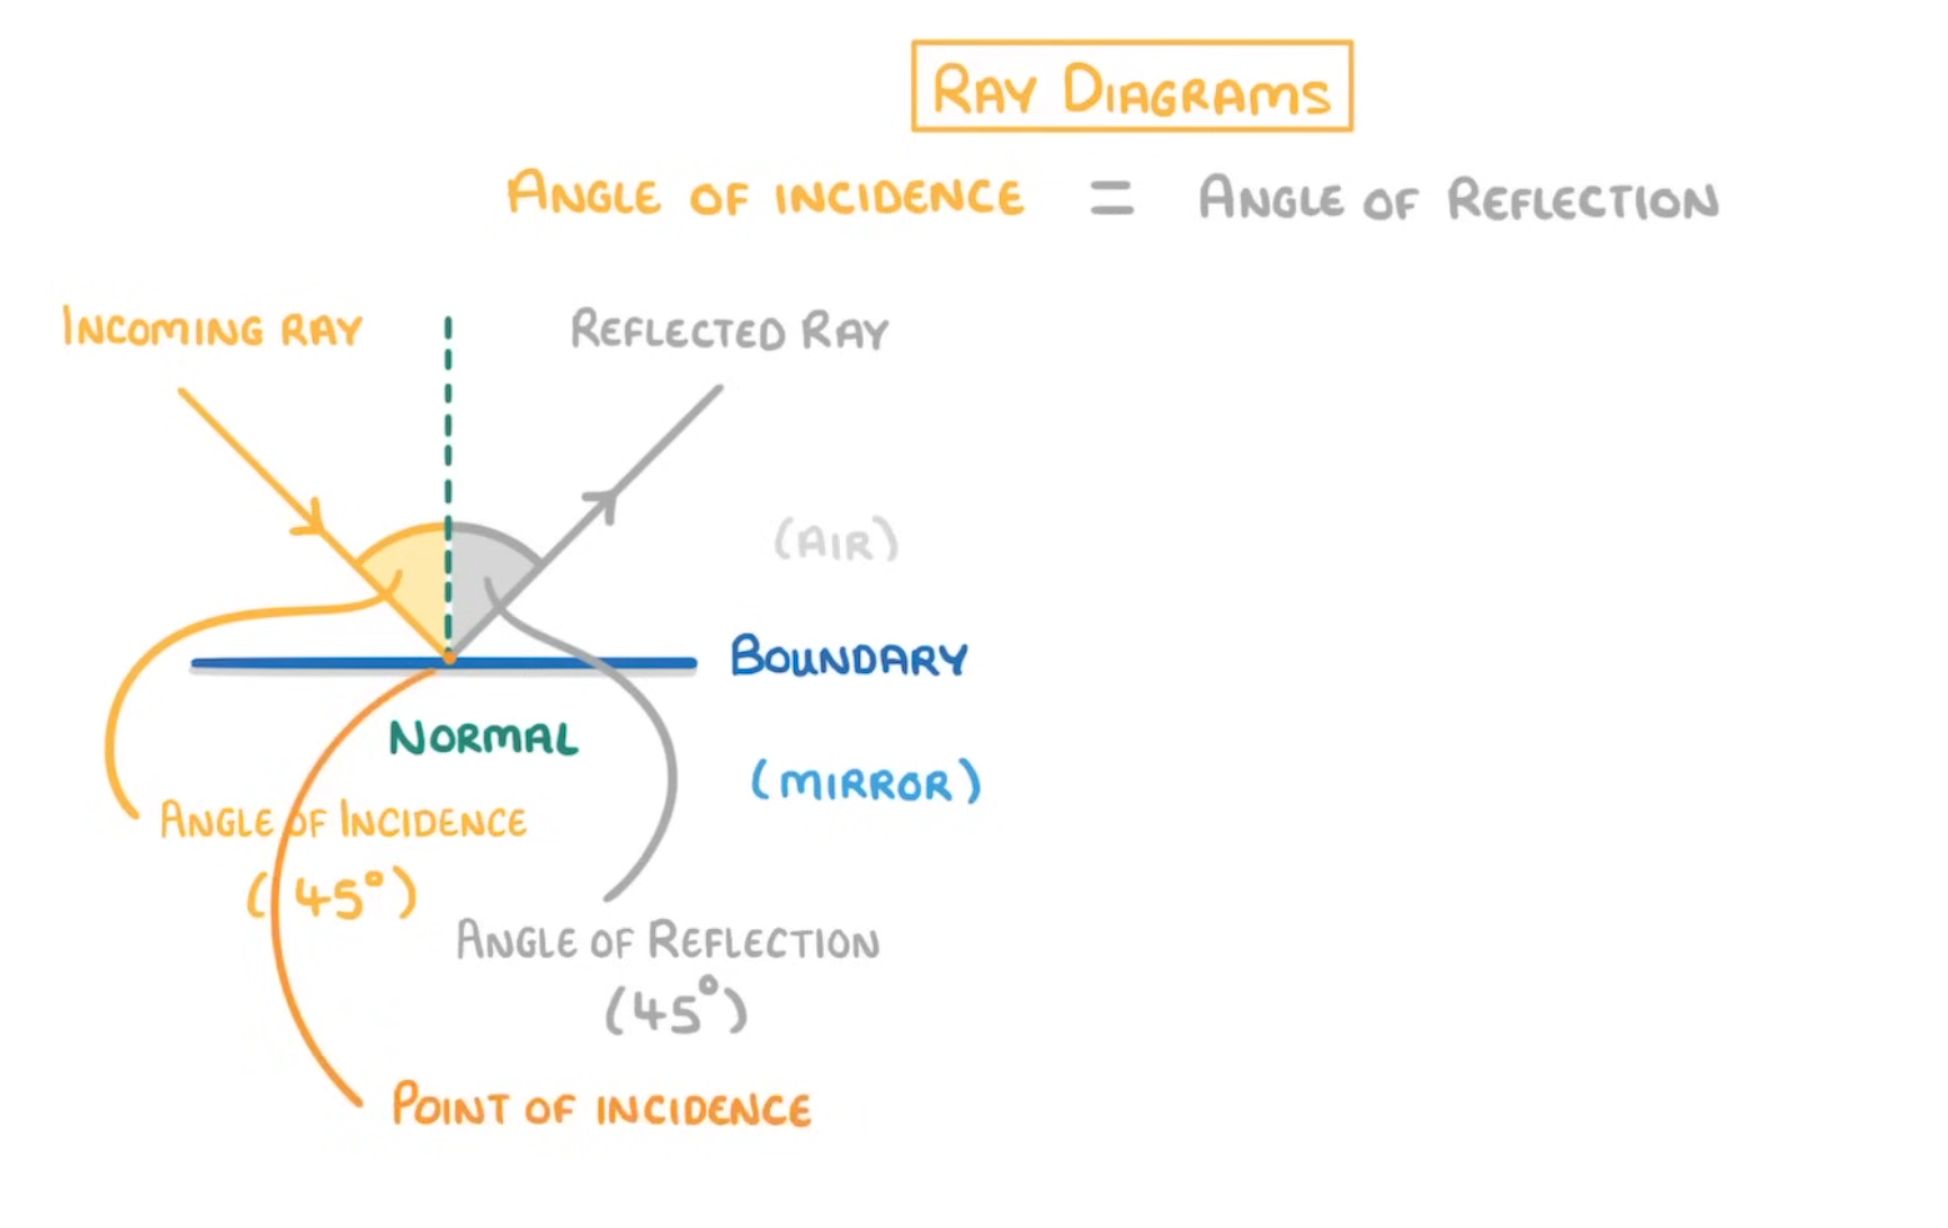 RAY DIAGRAMS
ANGLE OF INCIDENCE = ANGLE OF REFLECTION
INCOMING RAY
REFLECTED RAY
(AIR)
BOUNDARY
NORMAL
(MIRROR)
ANGLE OF INCIDENCE
(45°)
ANGLE OF REFLECTION
(45°)
POINT OF INCIDENCE